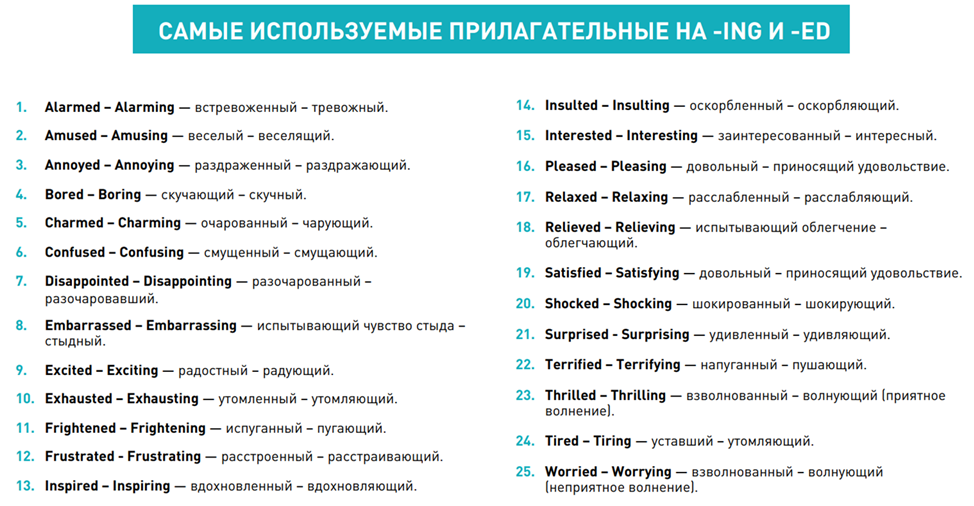 САМЫЕ ИСПОЛЬЗУЕМЫЕ ПРИЛАГАТЕЛЬНЫЕ НА -ING И -ED
1. Alarmed – Alarming — встревоженный – тревожный.
2. Amused – Amusing — веселый – веселящий.
3. Annoyed – Annoying — раздраженный – раздражающий.
4. Bored – Boring — скучающий – скучный.
5. Charmed – Charming — очарованный – чарующий.
6. Confused – Confusing — смущенный – смущающий.
7. Disappointed – Disappointing — разочарованный –
разочаровавший.
8. Embarrassed – Embarrassing — испытывающий чувство стыда –
стыдный.
9. Excited – Exciting — радостный – радующий.
10. Exhausted – Exhausting — утомленный – утомляющий.
11. Frightened – Frightening — испуганный – пугающий.
12. Frustrated - Frustrating — расстроенный – расстраивающий.
13. Inspired – Inspiring — вдохновленный – вдохновляющий.
14. Insulted – Insulting — оскорбленный – оскорбляющий.
15. Interested – Interesting — заинтересованный – интересный.
16. Pleased – Pleasing — довольный – приносящий удовольствие.
17. Relaxed – Relaxing — расслабленный – расслабляющий.
18. Relieved – Relieving — испытывающий облегчение –
облегчающий.
19. Satisfied – Satisfying — довольный – приносящий удовольствие.
20. Shocked – Shocking — шокированный – шокирующий.
21. Surprised - Surprising — удивленный – удивляющий.
22. Terrified – Terrifying — напуганный – пушающий.
23. Thrilled – Thrilling — взволнованный – волнующий (приятное
волнение).
24. Tired – Tiring — уставший – утомляющий.
25. Worried – Worrying — взволнованный – волнующий
(неприятное волнение).